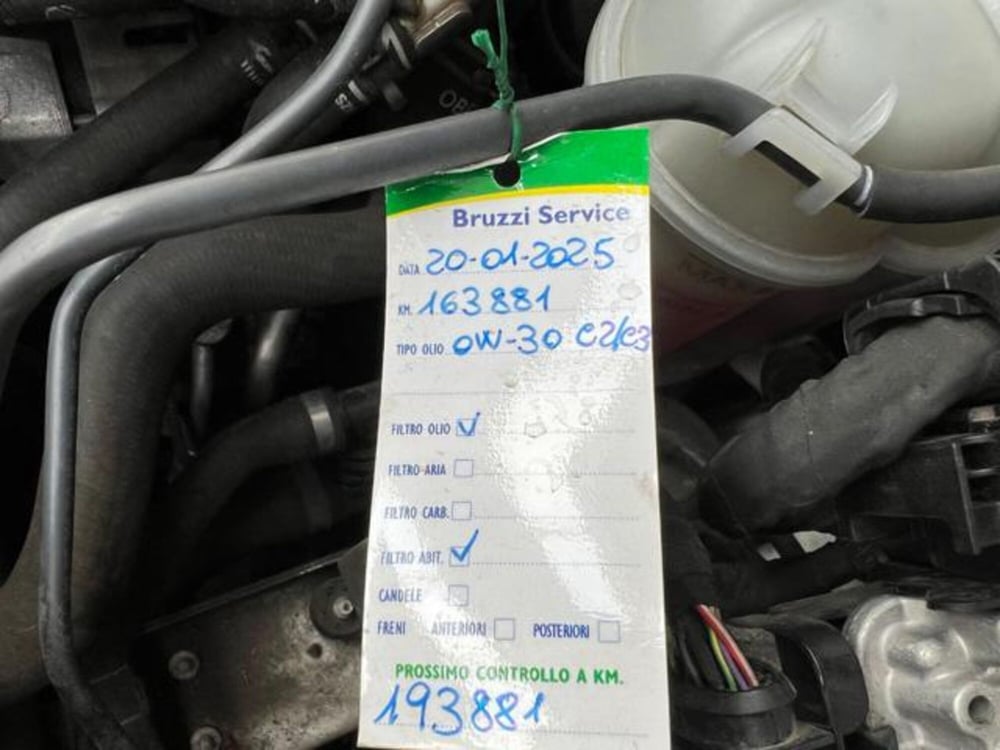 Bruzzi Service
DATA 20-01-2025
KM. 163881
TIPO OLIO 0W-30 C2/C3
FILTRO OLIO
FILTRO ARIA
FILTRO CARB.
FILTRO ABIT.
CANDELE
FRENI ANTERIORI POSTERIORI
PROSSIMO CONTROLLO A KM.
193881